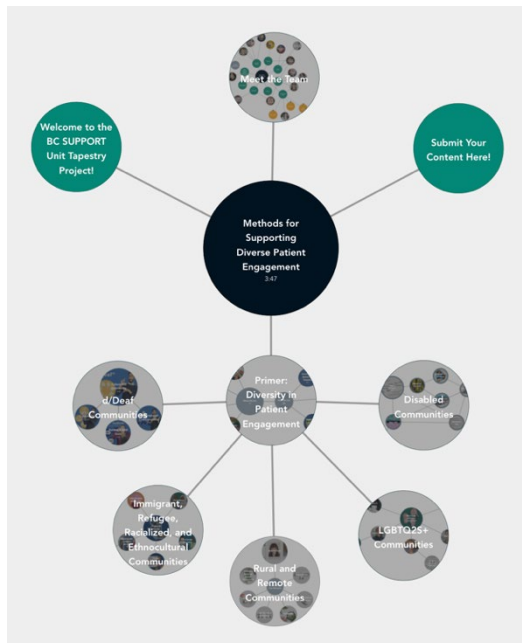 Meet the Team
Welcome to the
BC SUPPORT
Unit Tapestry
Project!
Submit Your
Content Here!
Methods for
Supporting
Diverse Patient
Engagement
3:47
Primer:
Diversity in
Patient
Engagement
d/Deaf
Communities
Disabled
Communities
Immigrant,
Refugee,
Racialized, and
Ethnocultural
Communities
LGBTQ2S+
Communities
Rural and
Remote
Communities